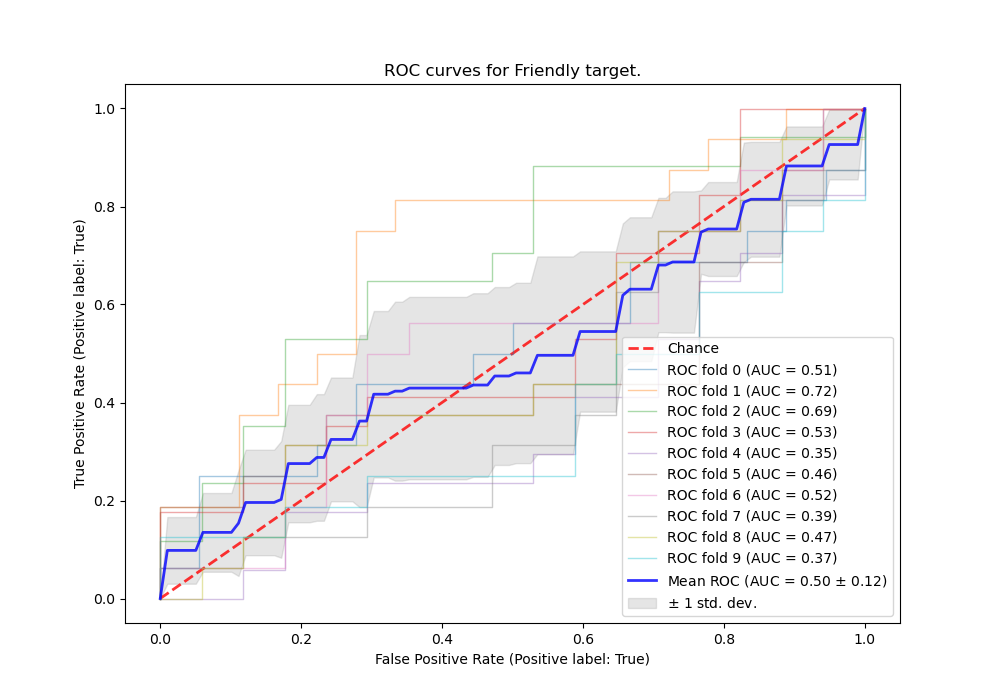 ROC curves for Friendly target.
True Positive Rate (Positive label: True)
1.0
0.8
0.6
0.4
0.2
0.0
Chance
ROC fold 0 (AUC = 0.51)
ROC fold 1 (AUC = 0.72)
ROC fold 2 (AUC = 0.69)
ROC fold 3 (AUC = 0.53)
ROC fold 4 (AUC = 0.35)
ROC fold 5 (AUC = 0.46)
ROC fold 6 (AUC = 0.52)
ROC fold 7 (AUC = 0.39)
ROC fold 8 (AUC = 0.47)
ROC fold 9 (AUC = 0.37)
Mean ROC (AUC = 0.50 ± 0.12)
± 1 std. dev.
0.0 0.2 0.4 0.6 0.8 1.0
False Positive Rate (Positive label: True)